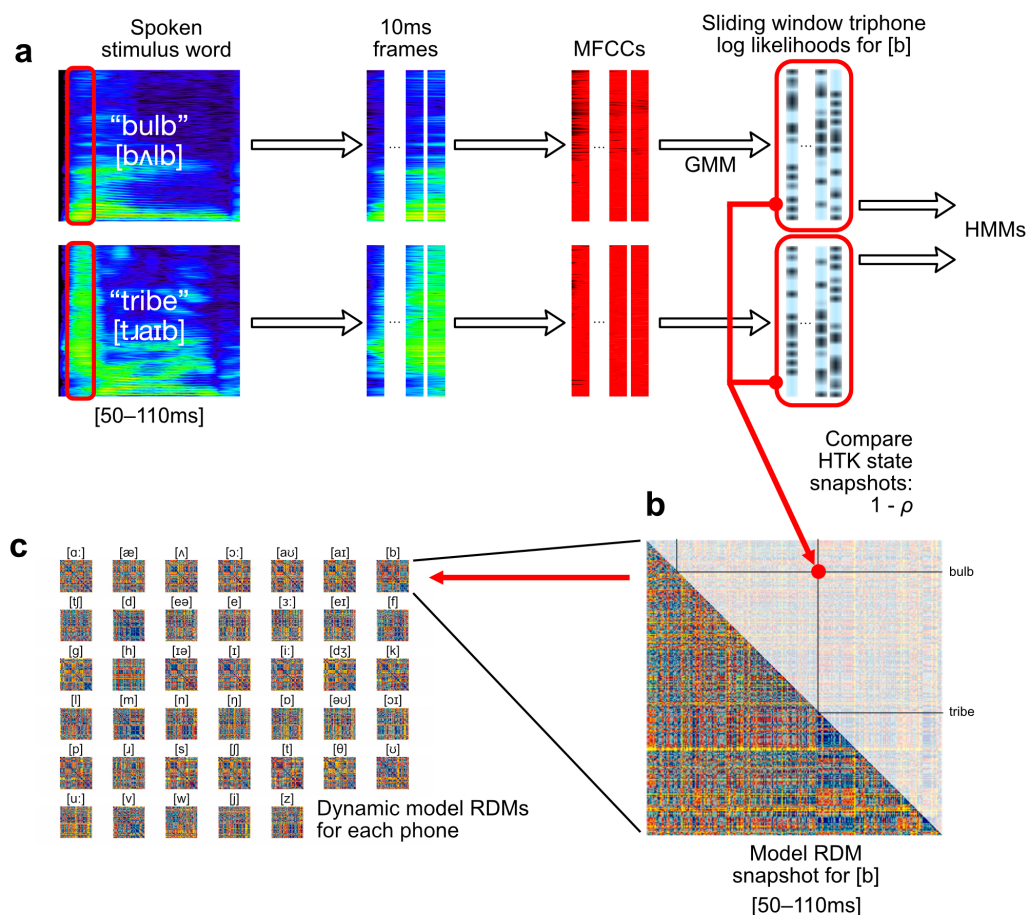 a
Spoken
stimulus word
10ms
frames
MFCCs
Sliding window triphone
log likelihoods for [b]
“bulb”
[bʌlb]
...
...
GMM
...
HMMs
“tribe”
[tɹaɪb]
...
...
...
[50–110ms]
Compare
HTK state
snapshots:
1 - ρ
b
bulb
tribe
Model RDM
snapshot for [b]
[50–110ms]
c
[ɑː] [æ] [ʌ] [ɔː] [aʊ] [aɪ] [b]
[tʃ] [d] [eə] [e] [ɜː] [eɪ] [f]
[g] [h] [ɪə] [ɪ] [iː] [dʒ] [k]
[l] [m] [n] [ŋ] [ɒ] [əʊ] [ɔɪ]
[p] [ɹ] [s] [ʃ] [t] [θ] [ʊ]
[uː] [v] [w] [j] [z]
Dynamic model RDMs
for each phone